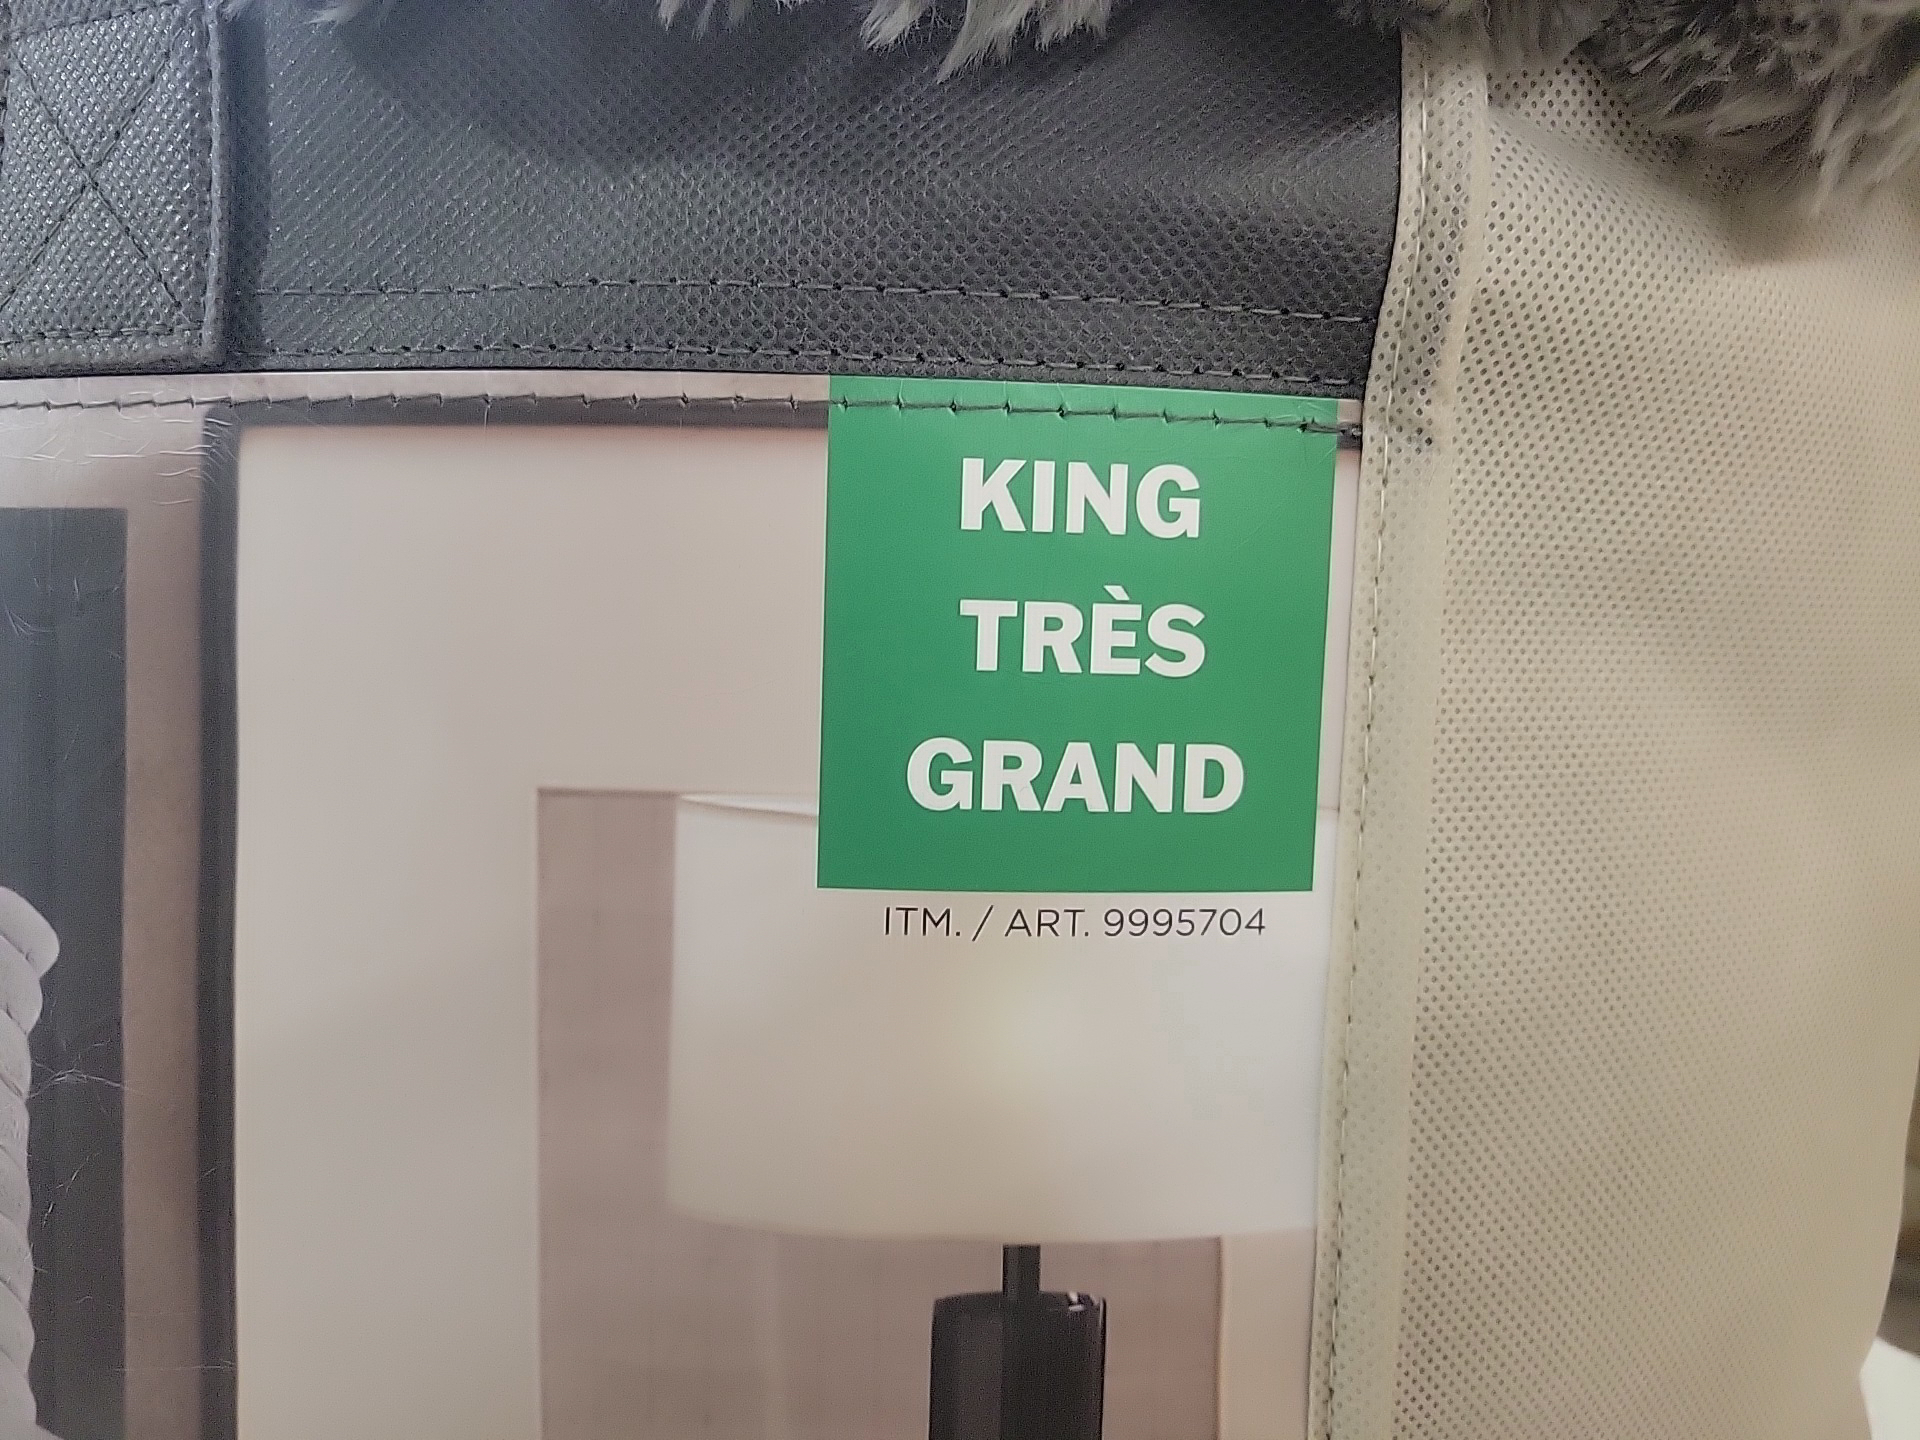 KING
TRÈS
GRAND
ITM. / ART. 9995704